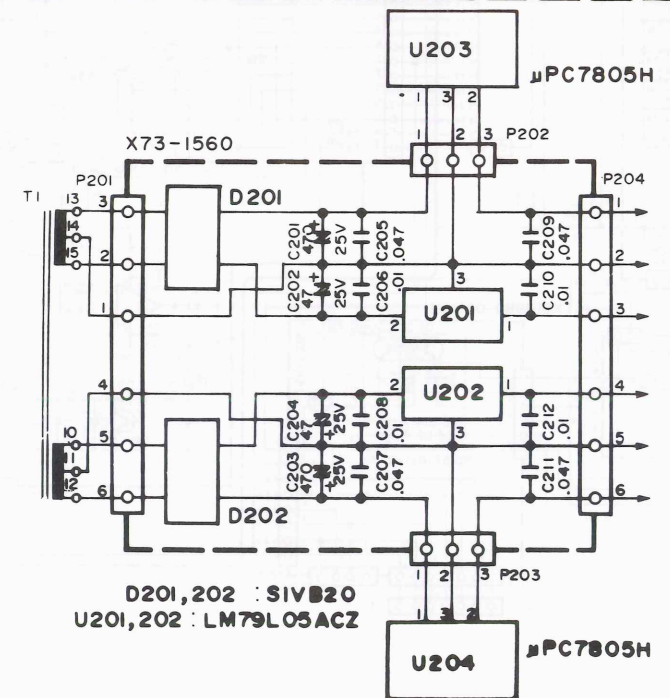 U203
µPC7805H
1 3 2
1 2 3 P202
X73-1560
P201
D201
P204
T1
13 3
14
15 2
1
C201
470
25V
C205
.047
C202
47
25V
C206
.01
C209
.047
C210
.01
3
2 U201 1
1
2
3
4
10 5
11
12 6
2 U202 1
3
C204
47
25V
C208
.01
C203
470
25V
C207
.047
C212
.01
C211
.047
4
5
6
D202
1 2 3 P203
D201,202 : S1VB20
U201,202 : LM79L05ACZ
1 3 2
U204
µPC7805H